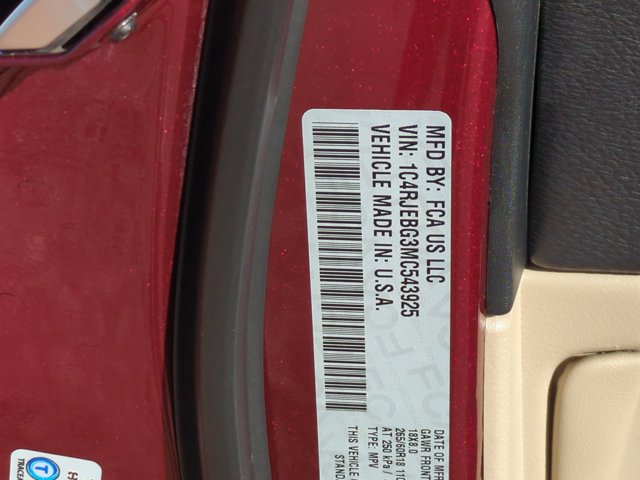 MFD BY: FCA US LLC
VIN: 1C4RJEBG3MC543925
VEHICLE MADE IN: U.S.A.
DATE OF MFR
GAWR FRONT
18X8.0
265/60R18
AT 250 kPa /
THIS VEHICLE
STAND
TYPE: MPV
T